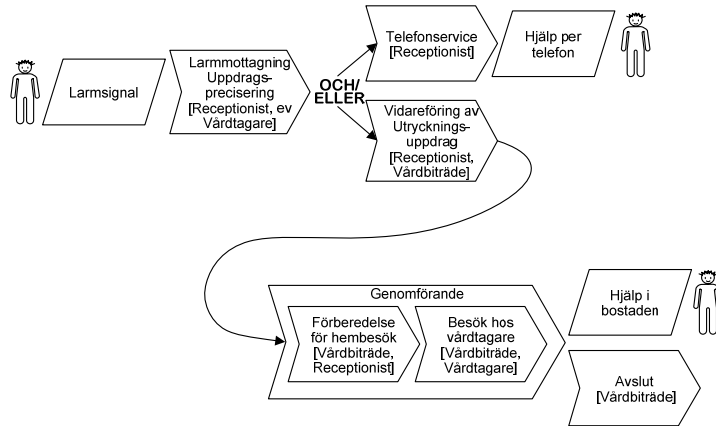 Larmsignal
Larmmottagning
Uppdrags-
precisering
[Receptionist, ev
Vårdtagare]
OCH/
ELLER
Telefonservice
[Receptionist]
Hjälp per
telefon
Vidareföring av
Utrycknings-
uppdrag
[Receptionist,
Vårdbiträde]
Genomförande
Förberedelse
för hembesök
[Vårdbiträde,
Receptionist]
Besök hos
vårdtagare
[Vårdbiträde,
Vårdtagare]
Hjälp i
bostaden
Avslut
[Vårdbiträde]